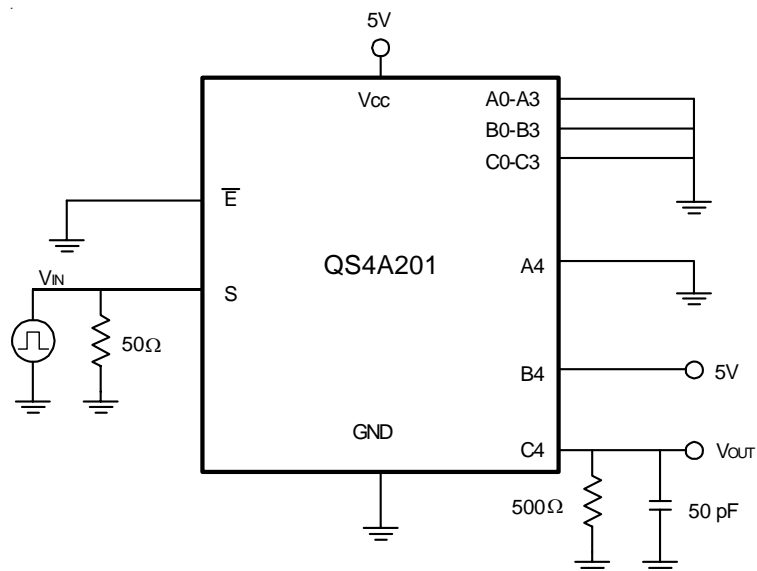 5V
Vcc
A0-A3
B0-B3
C0-C3
E
QS4A201
A4
VIN
S
50Ω
B4
5V
GND
C4
VOUT
500Ω
50 pF